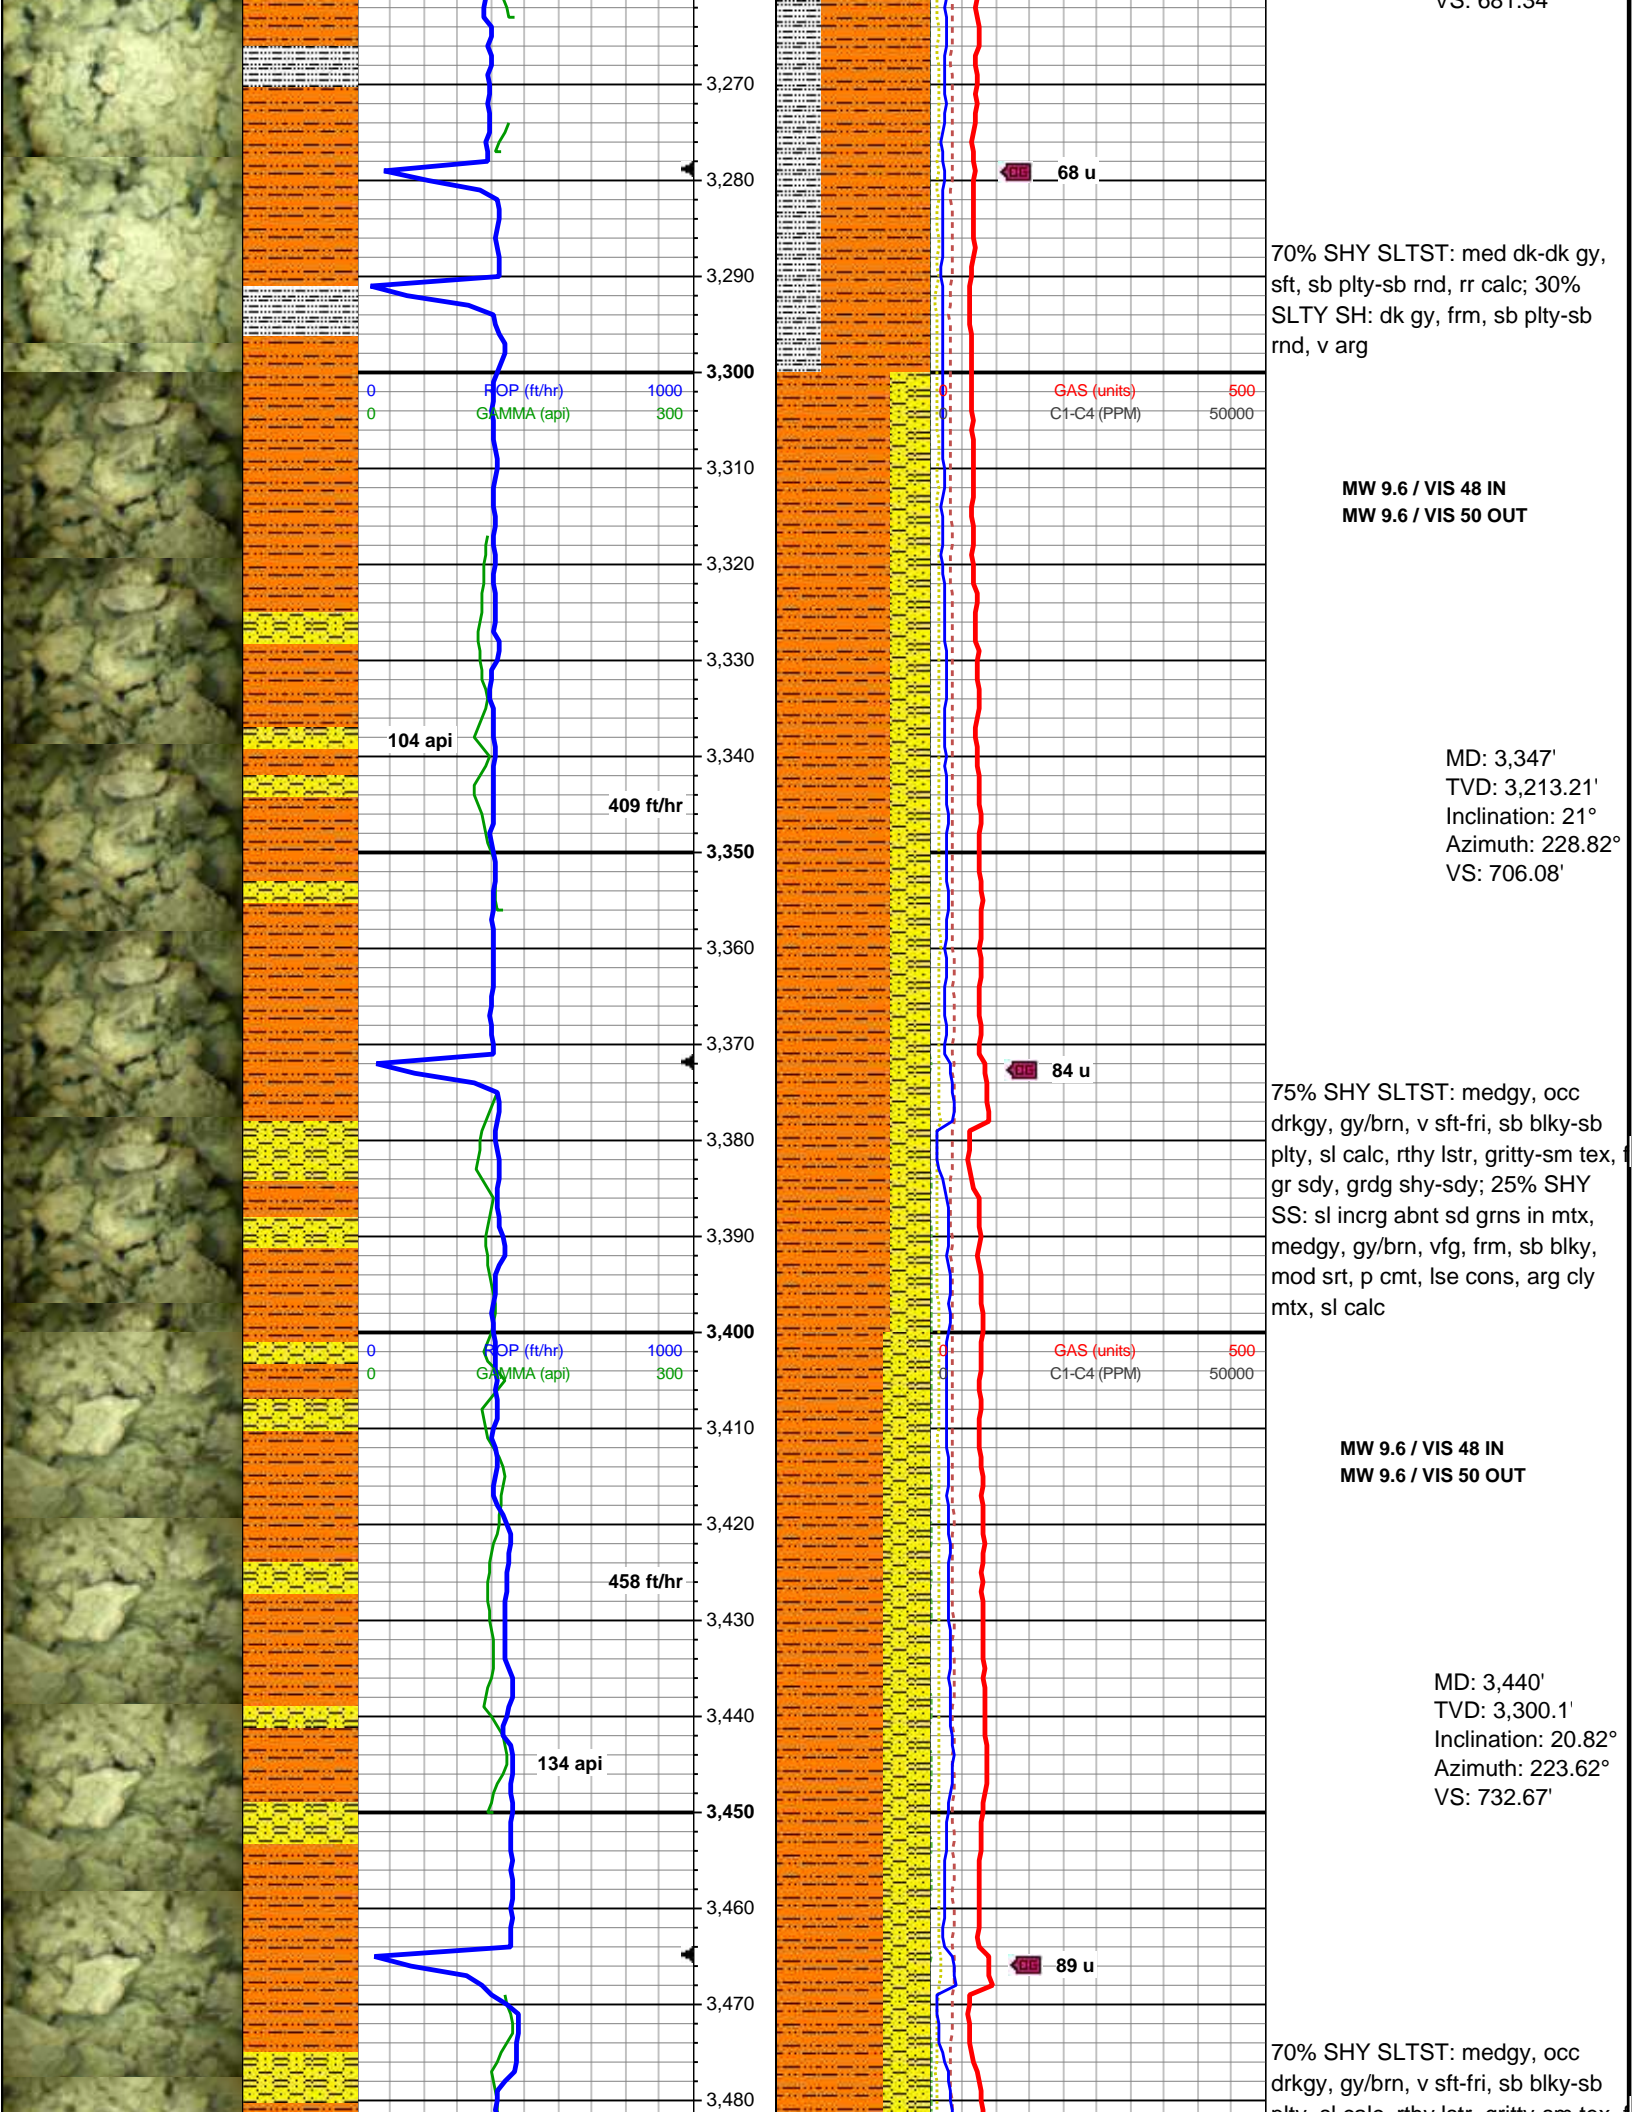 VS: 681.34'
3,270
68 u
3,280
70% SHY SLTST: med dk-dk gy,
3,290
sft, sb plty-sb rnd, rr calc; 30%
SLTY SH: dk gy, frm, sb plty-sb
rnd, v arg
3,300
0 ROP (ft/hr) 1000
0 GAMMA (api) 300
0 GAS (units) 500
0 C1-C4 (PPM) 50000
3,310
MW 9.6 / VIS 48 IN
MW 9.6 / VIS 50 OUT
3,320
3,330
104 api
3,340
MD: 3,347'
TVD: 3,213.21'
409 ft/hr
Inclination: 21°
Azimuth: 228.82°
3,350
VS: 706.08'
3,360
3,370
84 u
75% SHY SLTST: medgy, occ
drkgy, gy/brn, v sft-fri, sb blky-sb
3,380
plty, sl calc, rthy lstr, gritty-sm tex, f
gr sdy, grdg shy-sdy; 25% SHY
SS: sl incrg abnt sd grns in mtx,
3,390
medgy, gy/brn, vfg, frm, sb blky,
mod srt, p cmt, lse cons, arg cly
mtx, sl calc
3,400
0 ROP (ft/hr) 1000
0 GAMMA (api) 300
0 GAS (units) 500
0 C1-C4 (PPM) 50000
3,410
MW 9.6 / VIS 48 IN
MW 9.6 / VIS 50 OUT
3,420
458 ft/hr
3,430
MD: 3,440'
TVD: 3,300.1'
3,440
Inclination: 20.82°
134 api
Azimuth: 223.62°
VS: 732.67'
3,450
3,460
89 u
3,470
70% SHY SLTST: medgy, occ
drkgy, gy/brn, v sft-fri, sb blky-sb
3,480
plty, sl calc, rthy lstr, gritty-sm tex, f